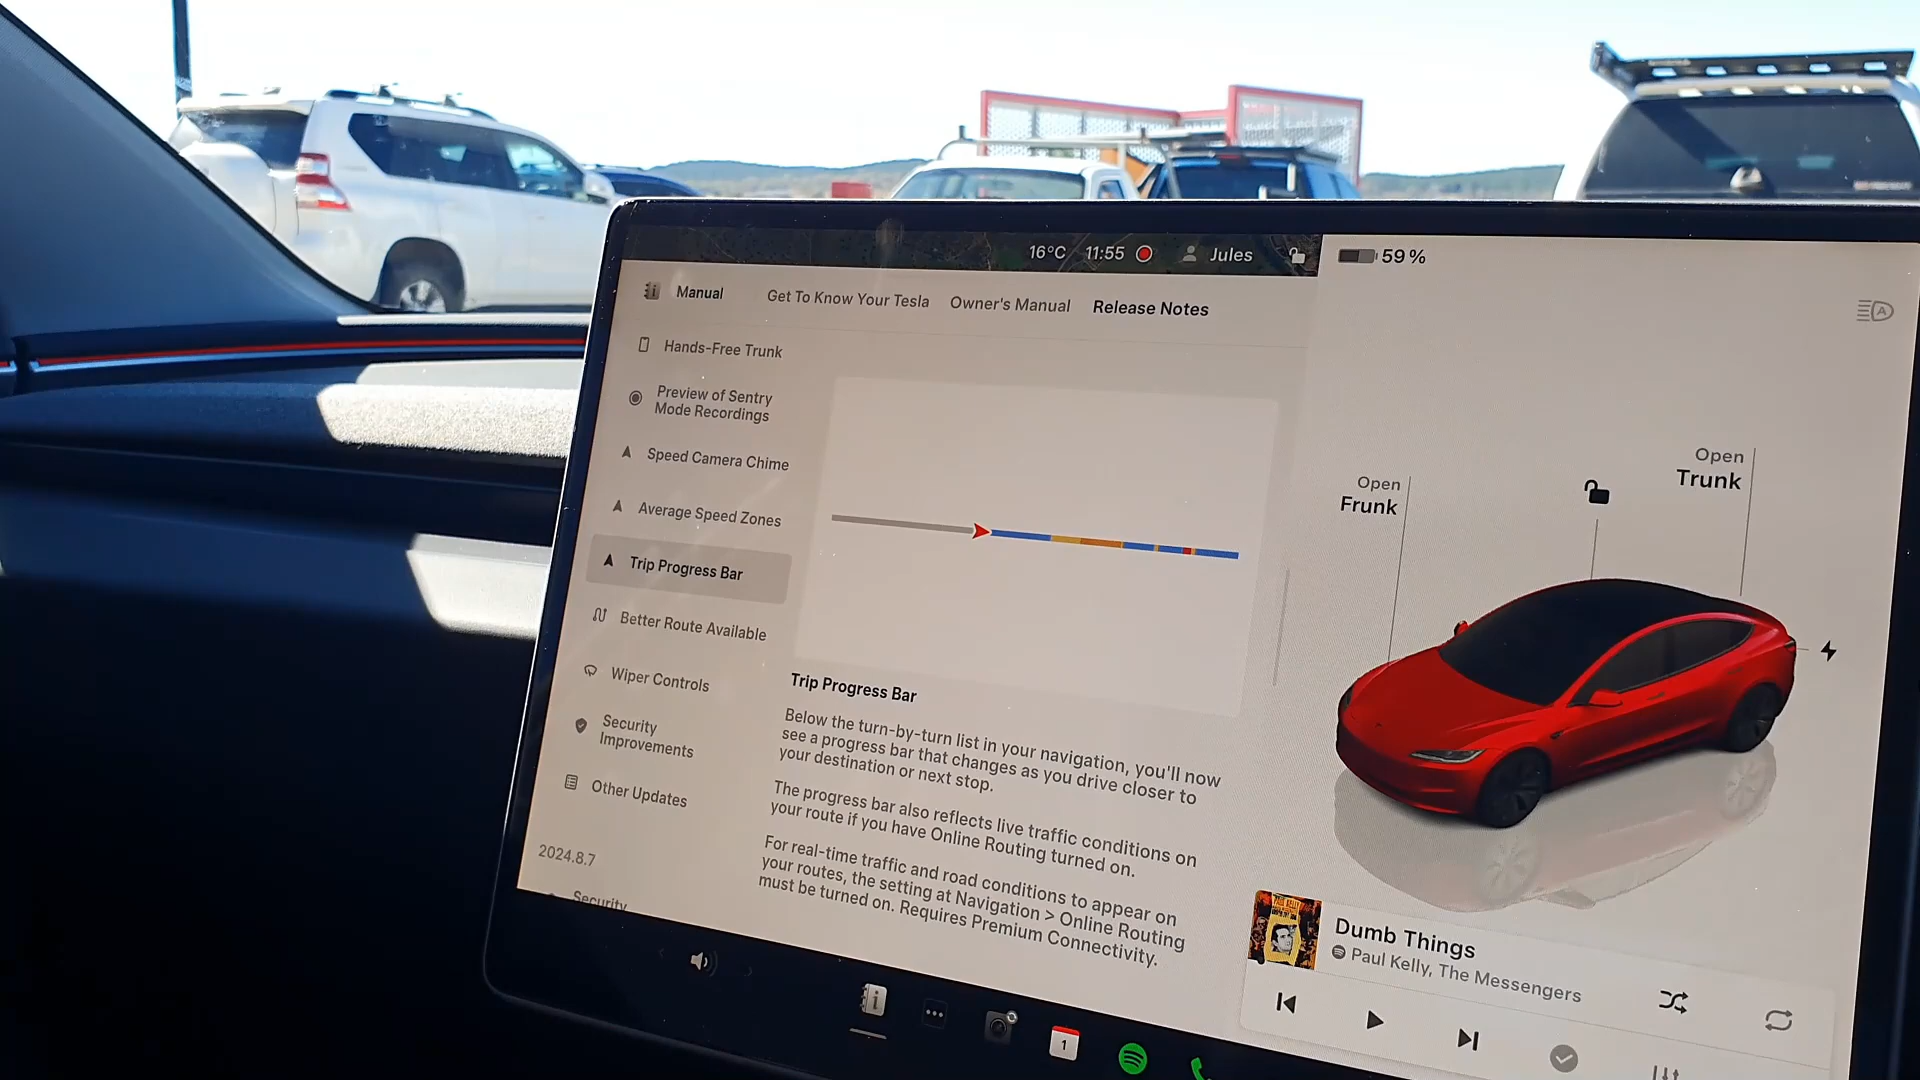 16°C 11:55 Jules
59%
Manual Get To Know Your Tesla Owner's Manual Release Notes
Hands-Free Trunk
Preview of Sentry
Mode Recordings
Speed Camera Chime
Average Speed Zones
Trip Progress Bar
Better Route Available
Wiper Controls
Security
Improvements
Other Updates
2024.8.7
Security
Trip Progress Bar
Below the turn-by-turn list in your navigation, you'll now
see a progress bar that changes as you drive closer to
your destination or next stop.
The progress bar also reflects live traffic conditions on
your route if you have Online Routing turned on.
For real-time traffic and road conditions to appear on
your routes, the setting at Navigation > Online Routing
must be turned on. Requires Premium Connectivity.
Open
Frunk
Open
Trunk
A
PAUL KELLY
Dumb Things
Paul Kelly, The Messengers
1